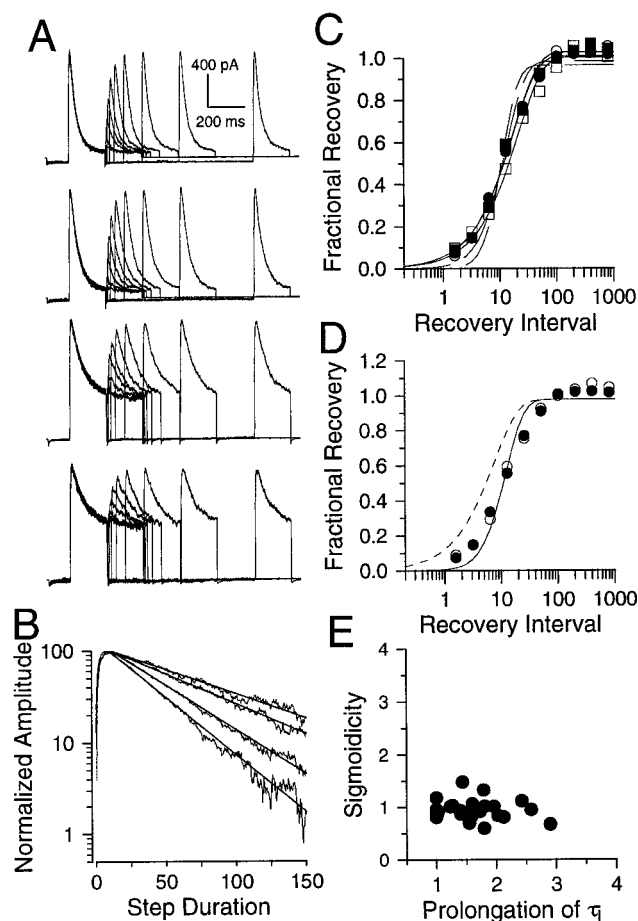 A
400 pA
200 ms
B
Normalized Amplitude
100
10
1
0 50 100 150
Step Duration
C
Fractional Recovery
1.0
0.8
0.6
0.4
0.2
0.0
1 10 100 1000
Recovery Interval
D
Fractional Recovery
1.2
1.0
0.8
0.6
0.4
0.2
0.0
1 10 100 1000
Recovery Interval
E
Sigmoidicity
4
3
2
1
0
1 2 3 4
Prolongation of τı